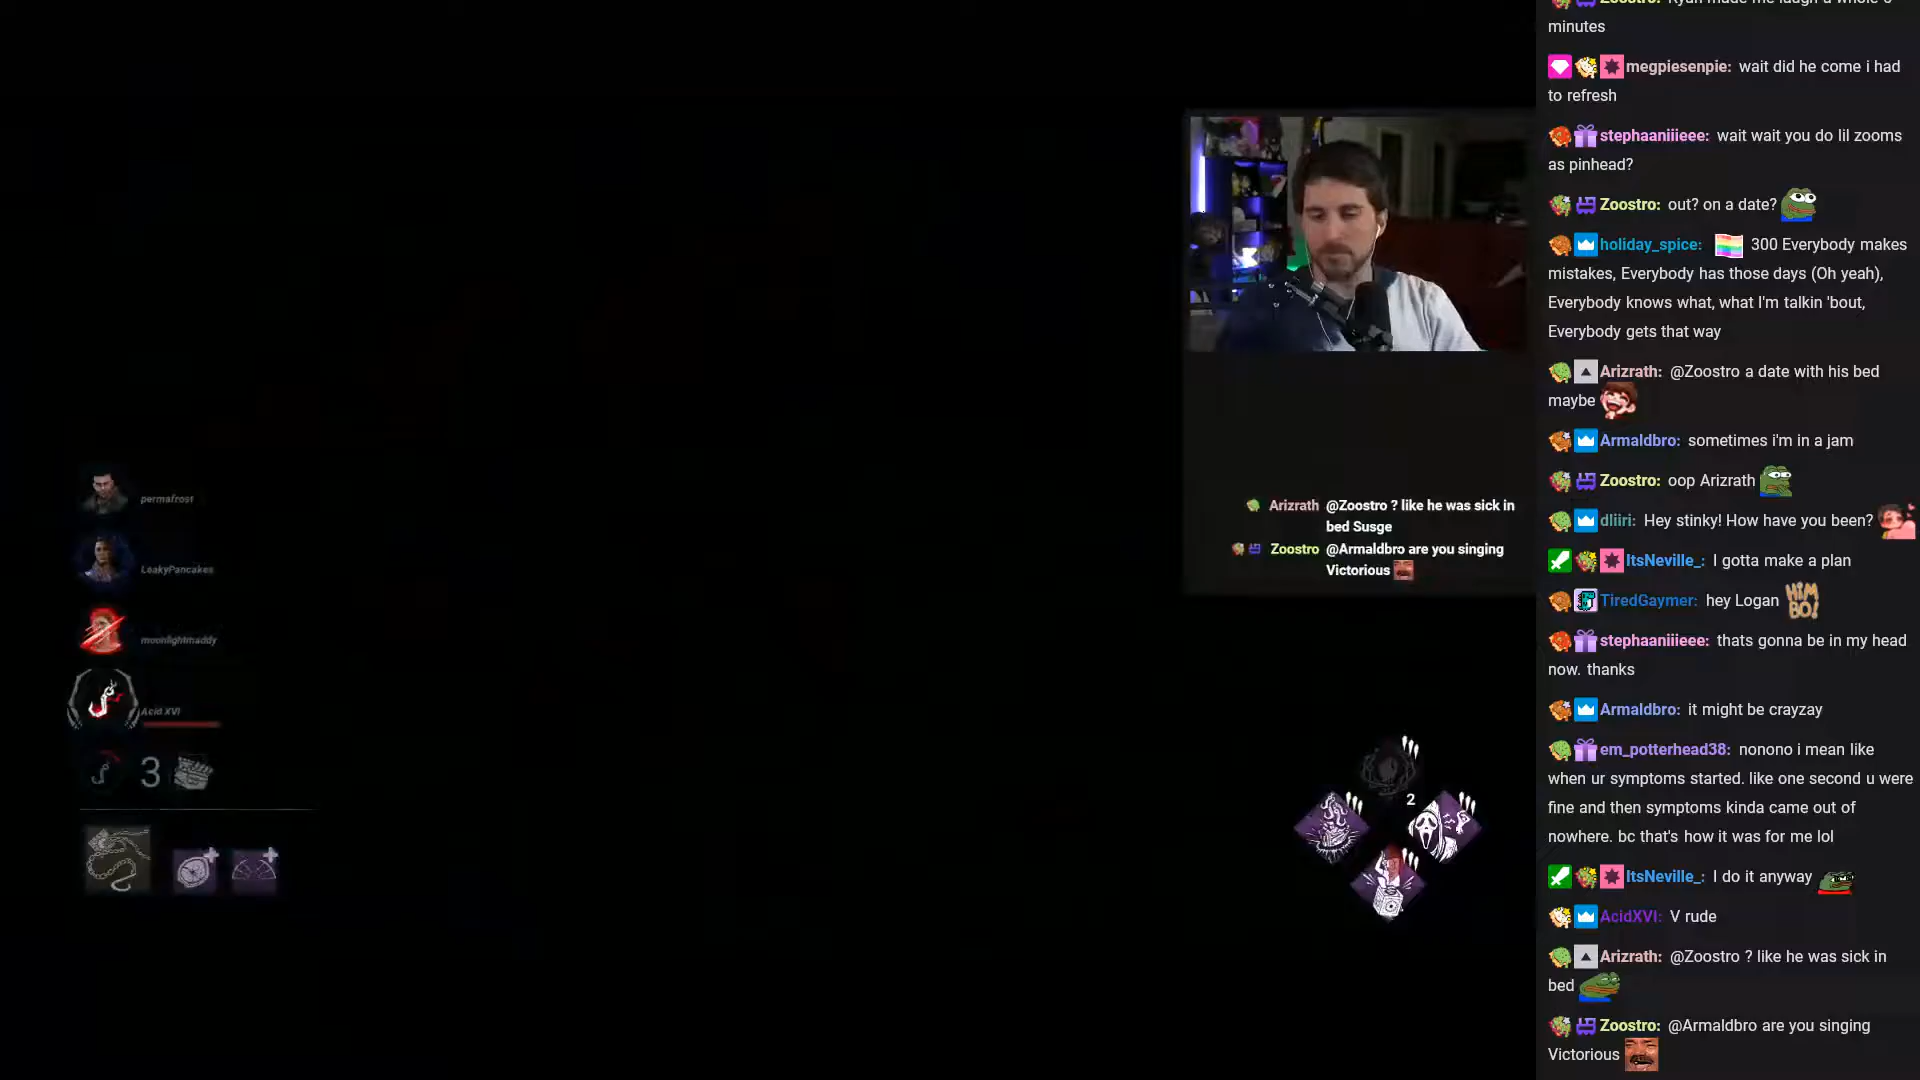 minutes
megpiesenpie: wait did he come i had
to refresh
stephaaniiieee: wait wait you do lil zooms
as pinhead?
Zoostro: out? on a date?
holiday_spice: 300 Everybody makes
mistakes, Everybody has those days (Oh yeah),
Everybody knows what, what I'm talkin 'bout,
Everybody gets that way
Arizrath: @Zoostro a date with his bed
maybe
Armaldbro: sometimes i'm in a jam
Zoostro: oop Arizrath
dliiri: Hey stinky! How have you been?
ItsNeville_: I gotta make a plan
TiredGaymer: hey Logan HIM
BO!
stephaaniiieee: thats gonna be in my head
now. thanks
Armaldbro: it might be crayzay
em_potterhead38: nonono i mean like
when ur symptoms started. like one second u were
fine and then symptoms kinda came out of
nowhere. bc that's how it was for me lol
ItsNeville_: I do it anyway
AcidXVI: V rude
Arizrath: @Zoostro ? like he was sick in
bed
Zoostro: @Armaldbro are you singing
Victorious
Arizrath @Zoostro ? like he was sick in
bed Susge
Zoostro @Armaldbro are you singing
Victorious
permafrost
LeakyPancakes
moonlightmaddy
Acid XVI
3
2